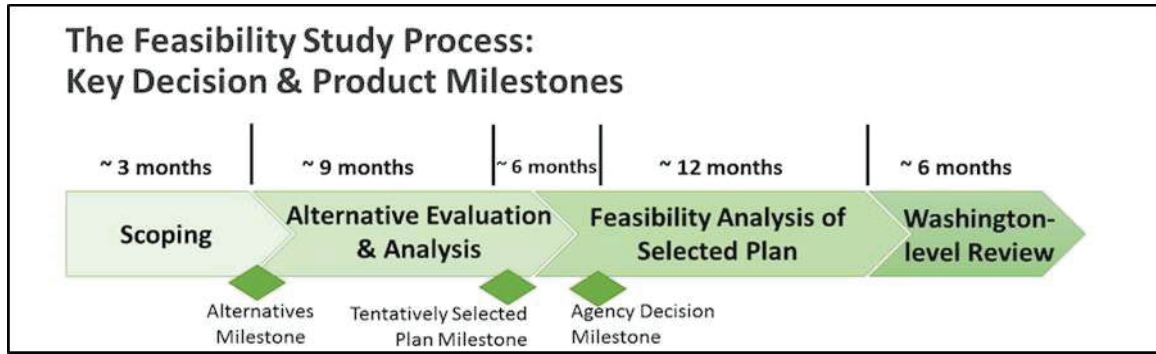 The Feasibility Study Process:
Key Decision & Product Milestones
~ 3 months
~ 9 months
~ 6 months
~ 12 months
~ 6 months
Scoping
Alternative Evaluation
& Analysis
Feasibility Analysis of
Selected Plan
Washington-
level Review
Alternatives
Milestone
Tentatively Selected
Plan Milestone
Agency Decision
Milestone